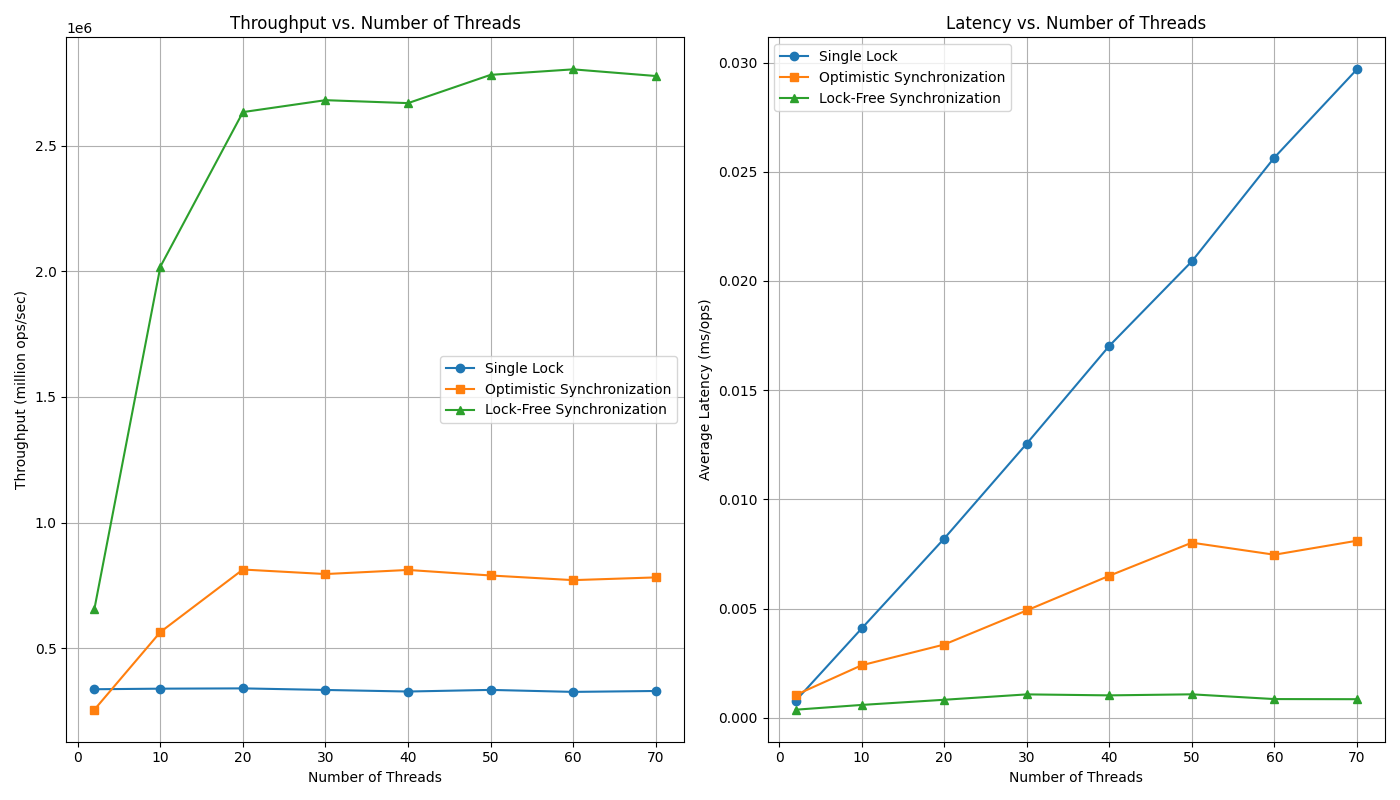 Throughput vs. Number of Threads
1e6
Throughput (million ops/sec)
2.5
2.0
1.5
1.0
0.5
Single Lock
Optimistic Synchronization
Lock-Free Synchronization
0 10 20 30 40 50 60 70
Number of Threads
Latency vs. Number of Threads
Single Lock
Optimistic Synchronization
Lock-Free Synchronization
Average Latency (ms/ops)
0.030
0.025
0.020
0.015
0.010
0.005
0.000
0 10 20 30 40 50 60 70
Number of Threads